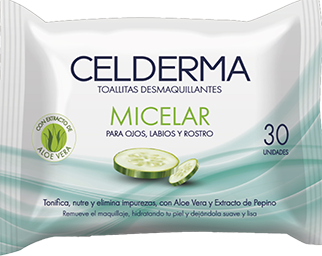 CELDERMA
TOALLITAS DESMAQUILLANTES
MICELAR
PARA OJOS, LABIOS Y ROSTRO
CON EXTRACTO DE
ALOE VERA
30
UNIDADES
Tonifica, nutre y elimina impurezas, con Aloe Vera y Extracto de Pepino
Remueve el maquillaje, hidratando tu piel y dejándola suave y lisa